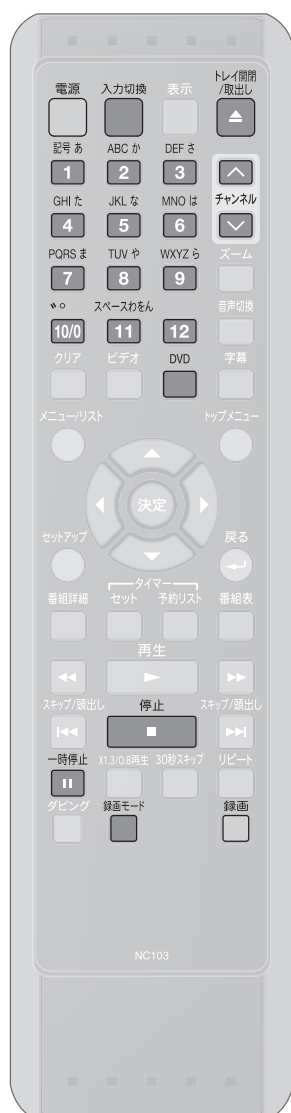 電源 入力切換 表示 トレイ開閉
/取出し
記号 あ ABC か DEF さ
1 2 3
GHI た JKL な MNO は チャンネル
4 5 6
PQRS ま TUV や WXYZ ら ズーム
7 8 9
゛゜ スペースわをん 音声切換
10/0 11 12
クリア ビデオ DVD 字幕
メニュー/リスト トップメニュー
決定
セットアップ 戻る
タイマー
番組詳細 セット 予約リスト 番組表
再生
スキップ/頭出し 停止 スキップ/頭出し
一時停止 X1.3/0.8再生 30秒スキップ リピート
ダビング 録画モード 録画
NC103